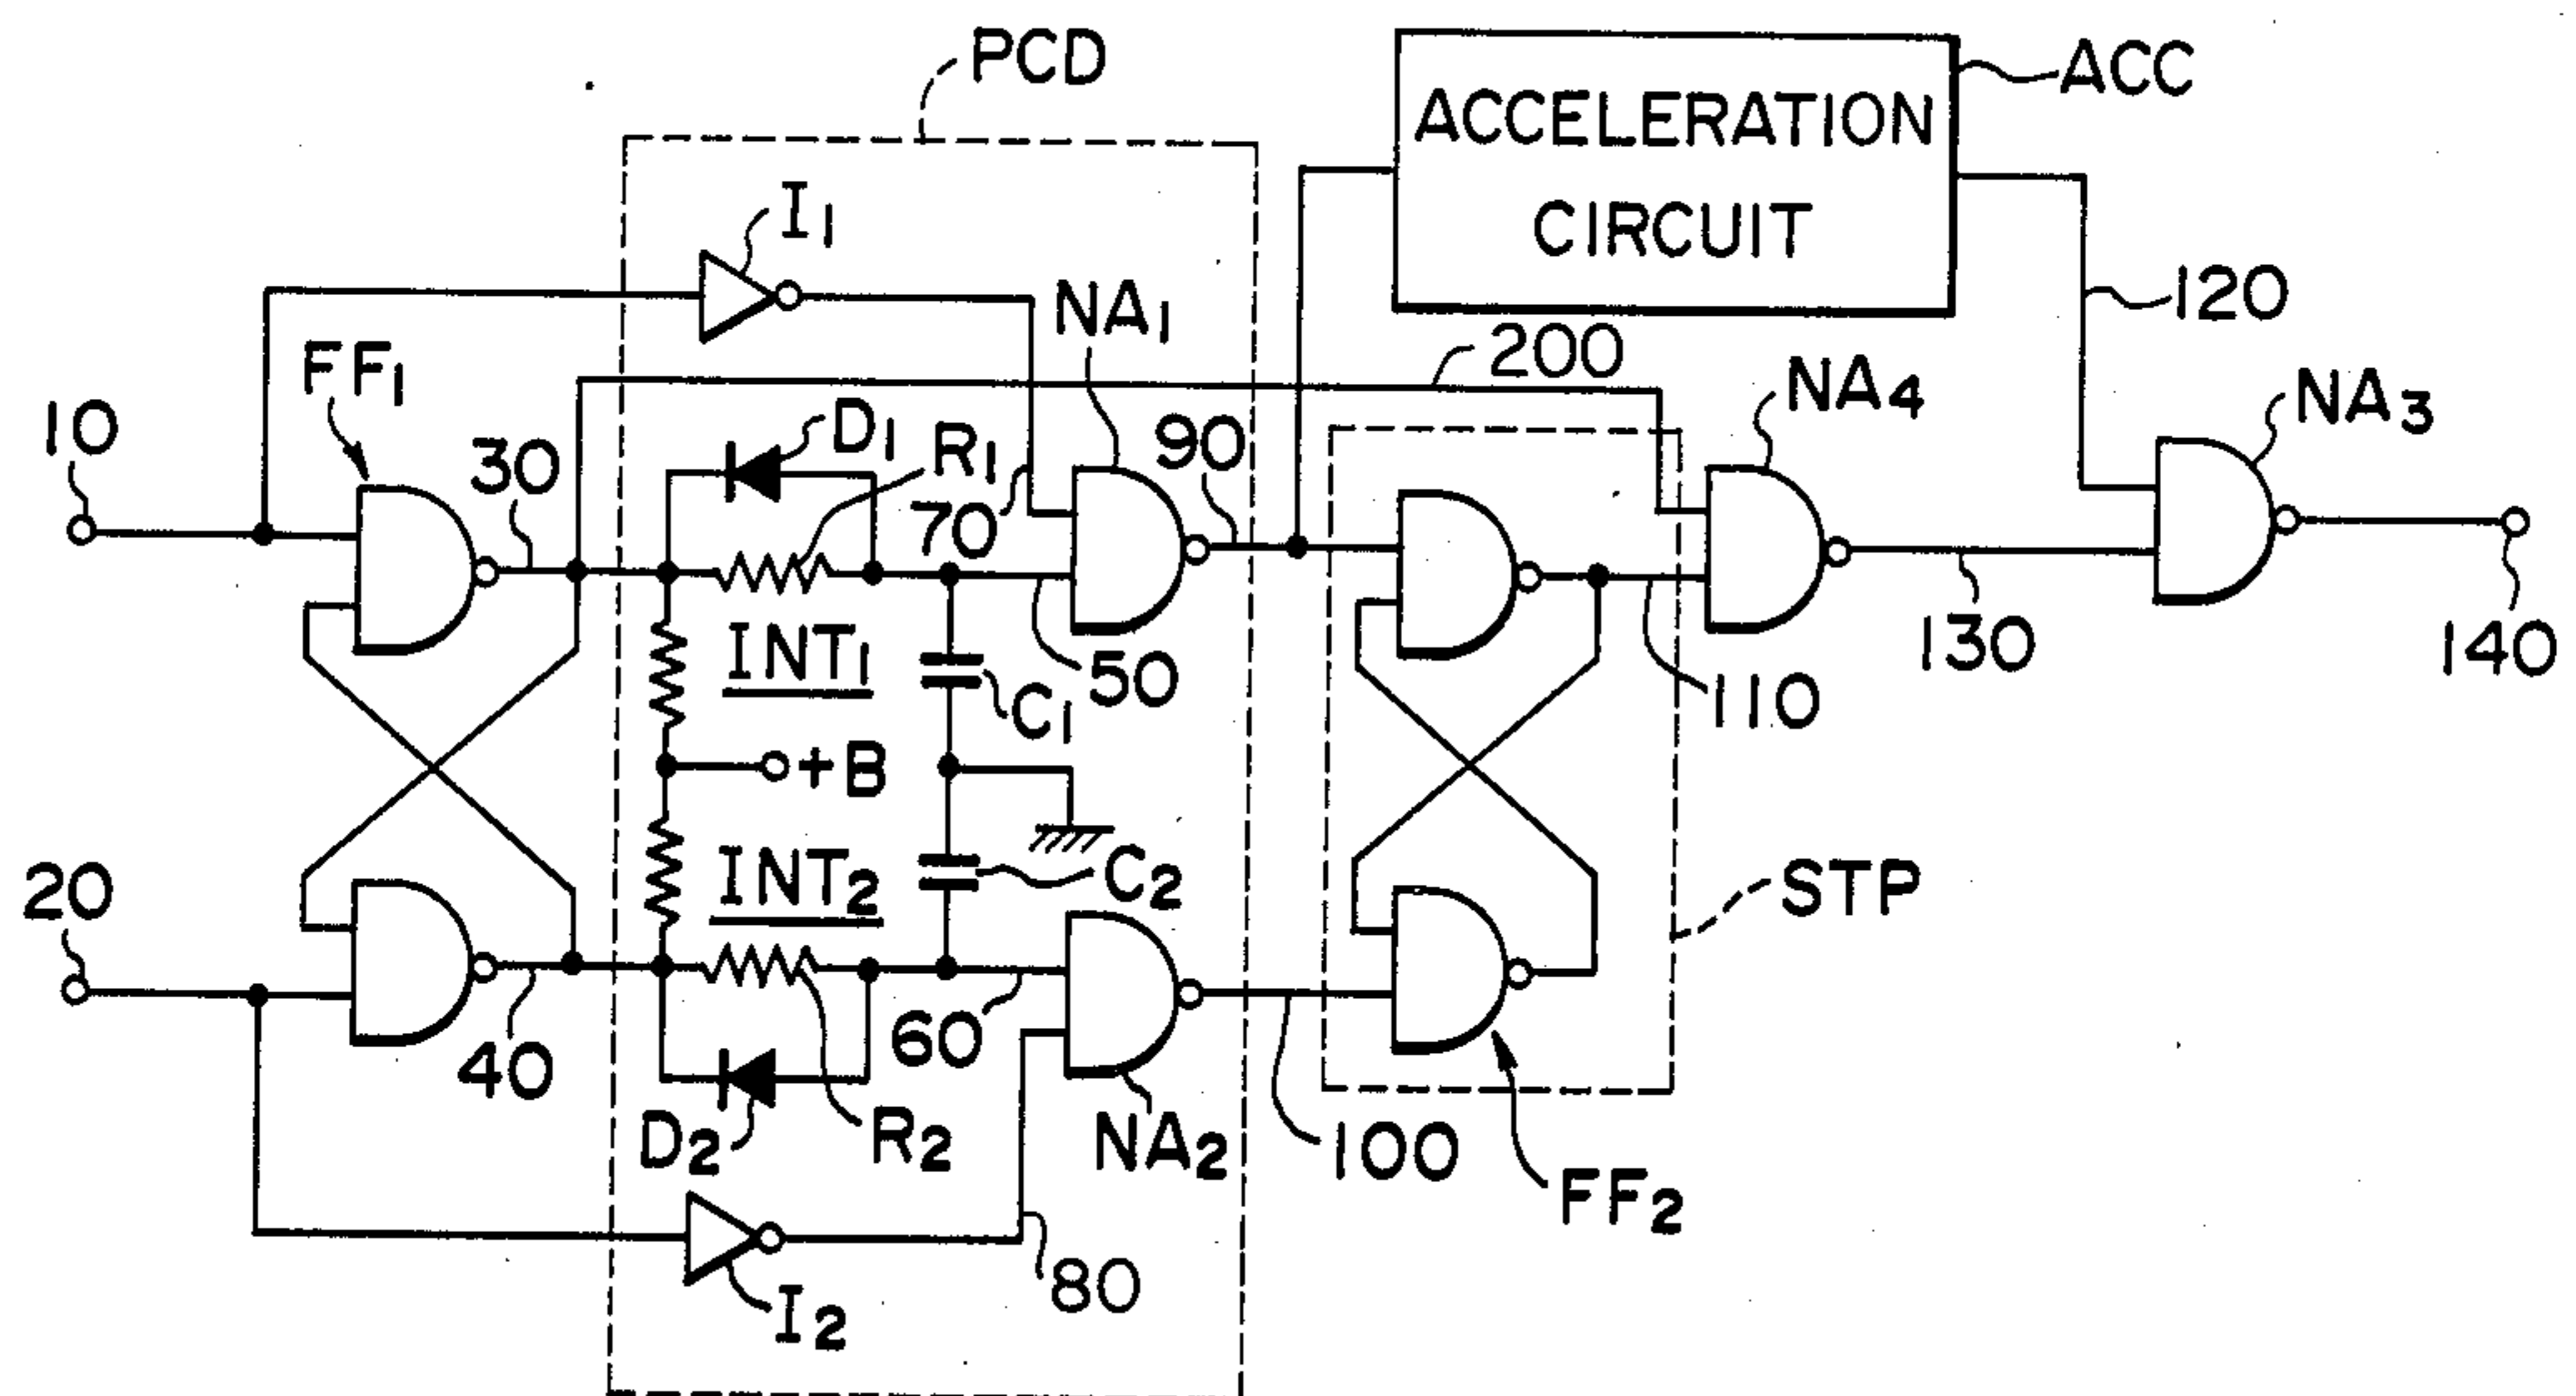 PCD
ACC
ACCELERATION
CIRCUIT
I1
120
NA1
200
FF1
NA4
NA3
10
D1
R1
90
30
70
INT1
50
C1
110
130
140
+B
20
INT2
C2
STP
60
40
D2
R2
NA2
100
FF2
80
I2